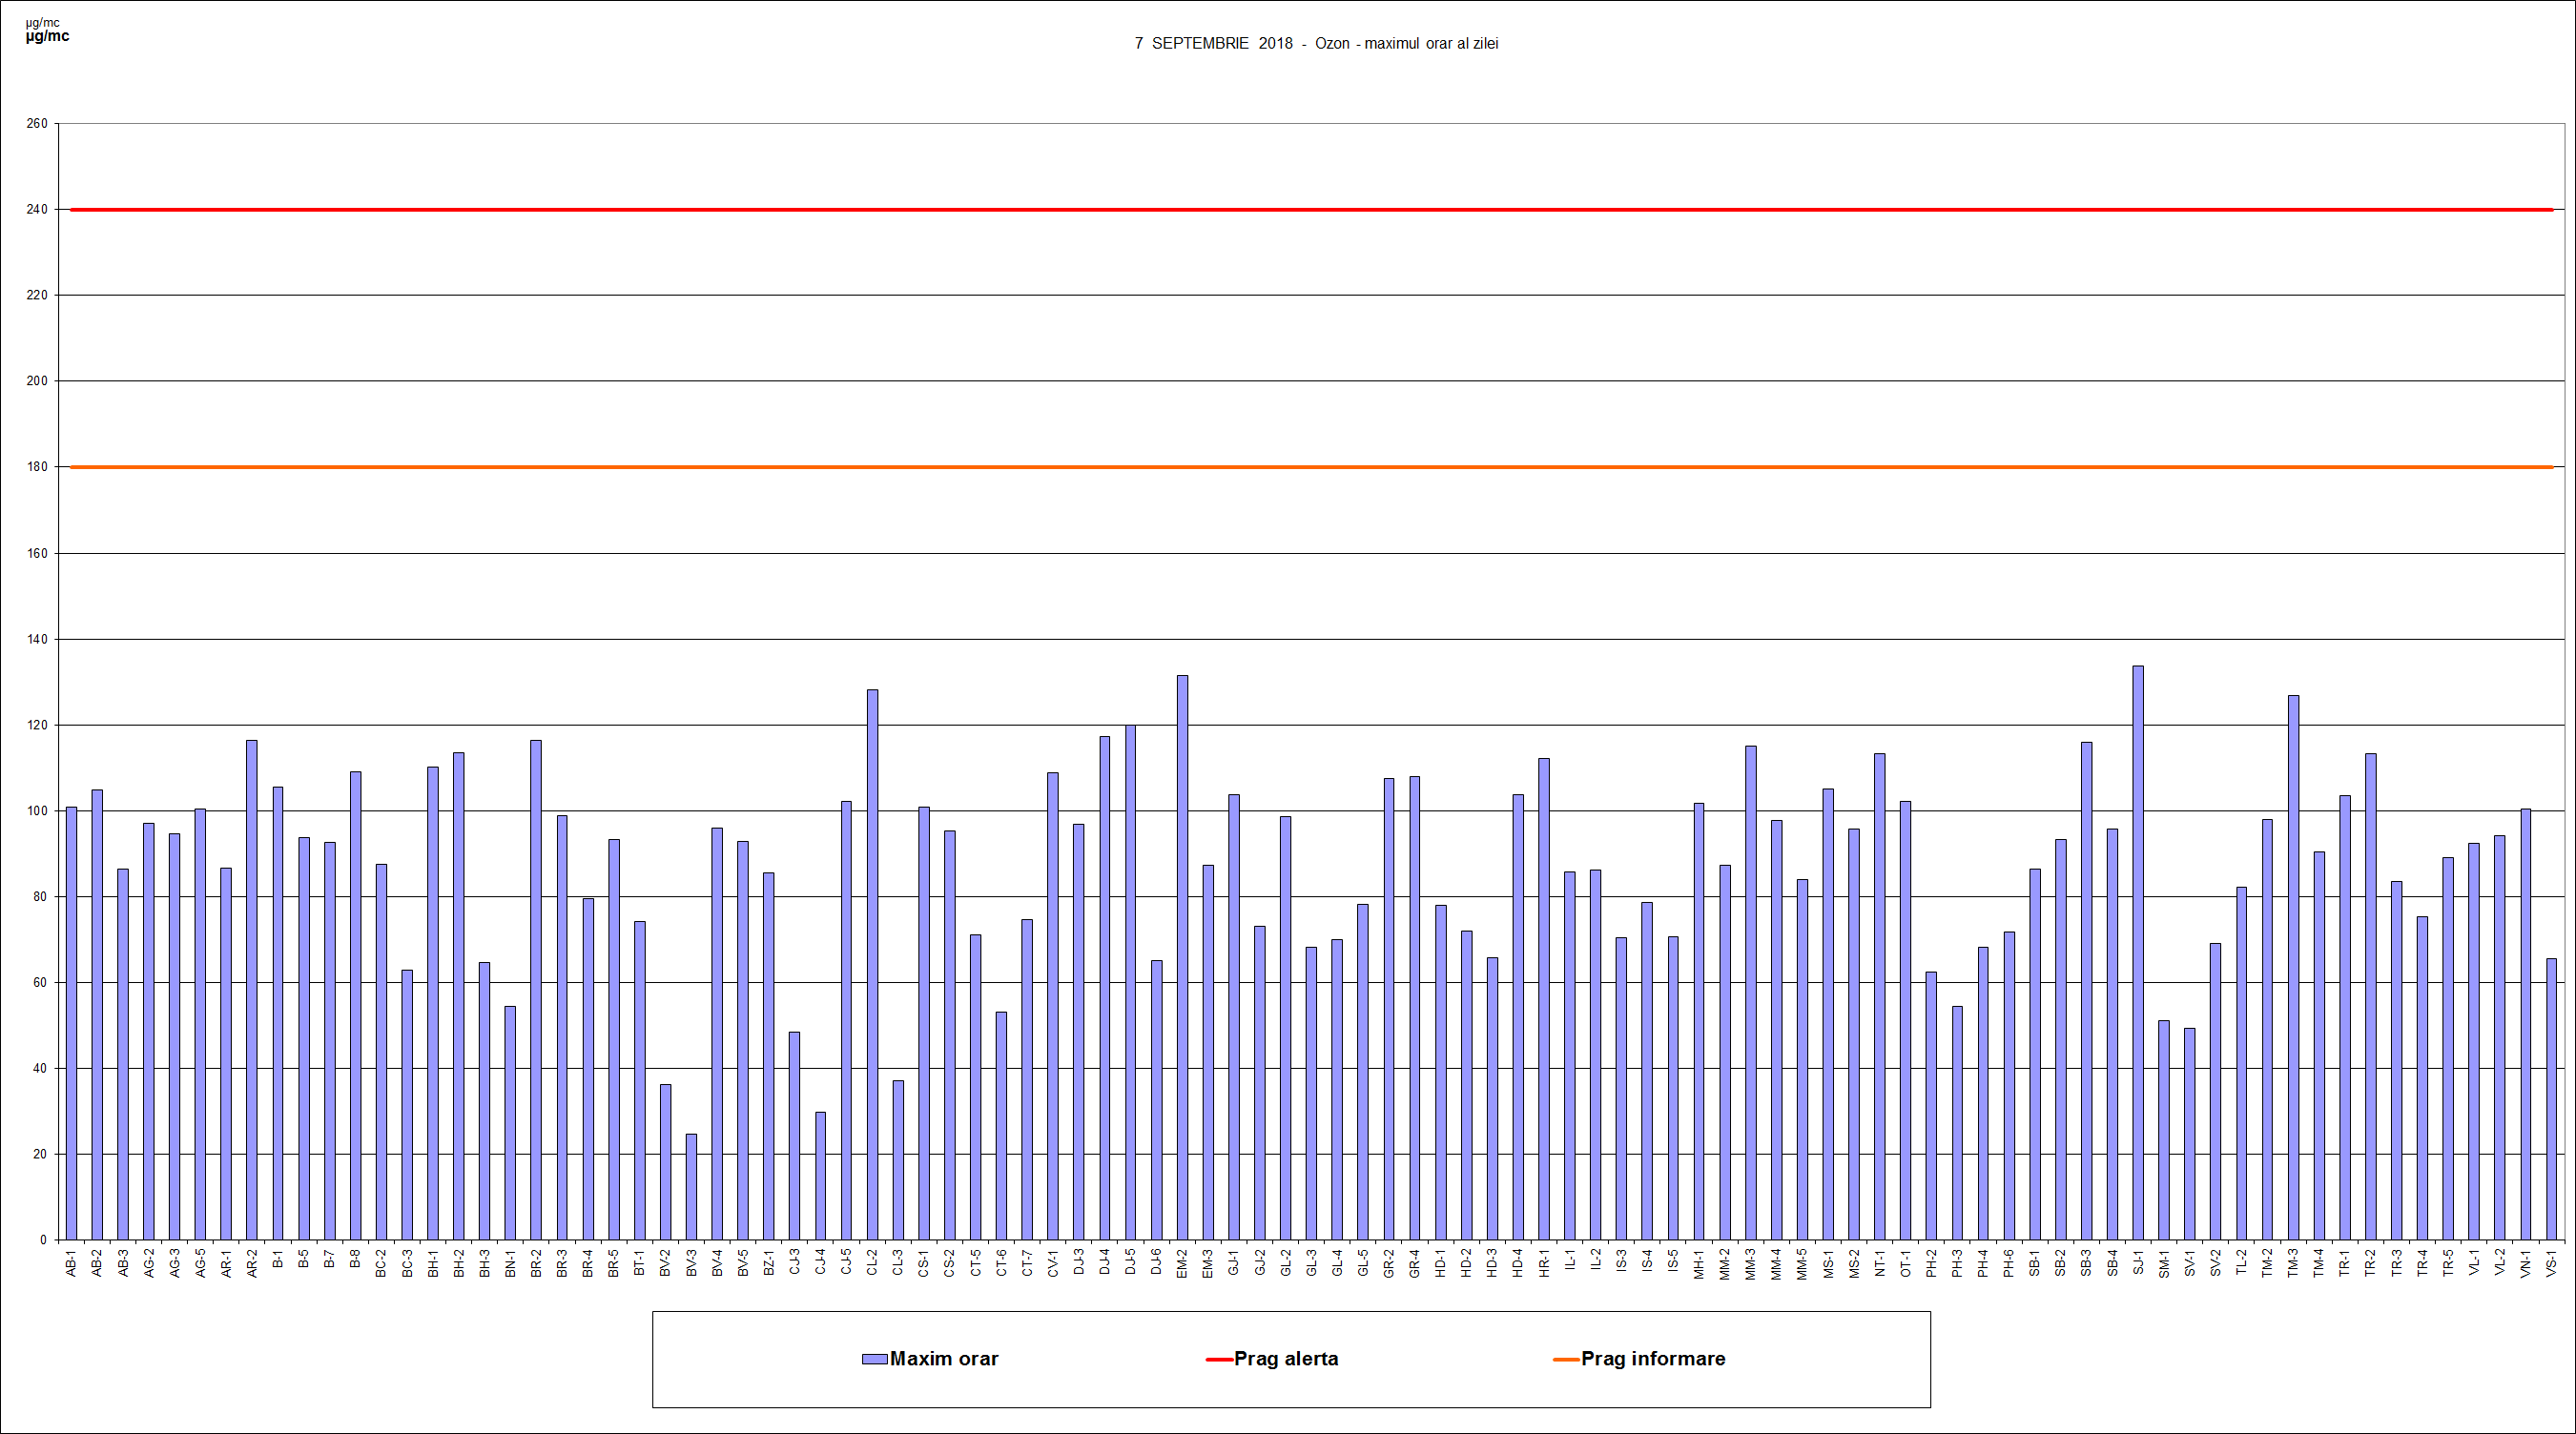 µg/mc
µg/mc
7 SEPTEMBRIE 2018 - Ozon - maximul orar al zilei
260
240
220
200
180
160
140
120
100
80
60
40
20
0
AB-1 AB-2 AB-3 AG-2 AG-3 AG-5 AR-1 AR-2 B-1 B-5 B-7 B-8 BC-2 BC-3 BH-1 BH-2 BH-3 BN-1 BR-2 BR-3 BR-4 BR-5 BT-1 BV-2 BV-3 BV-4 BV-5 BZ-1 CJ-3 CJ-4 CJ-5 CL-2 CL-3 CS-1 CS-2 CT-5 CT-6 CT-7 CV-1 DJ-3 DJ-4 DJ-5 DJ-6 EM-2 EM-3 GJ-1 GJ-2 GL-2 GL-3 GL-4 GL-5 GR-2 GR-4 HD-1 HD-2 HD-3 HD-4 HR-1 IL-1 IL-2 IS-3 IS-4 IS-5 MH-1 MM-2 MM-3 MM-4 MM-5 MS-1 MS-2 NT-1 OT-1 PH-2 PH-3 PH-4 PH-6 SB-1 SB-2 SB-3 SB-4 SJ-1 SM-1 SV-1 SV-2 TL-2 TM-2 TM-3 TM-4 TR-1 TR-2 TR-3 TR-4 TR-5 VL-1 VL-2 VN-1 VS-1
Maxim orar Prag alerta Prag informare